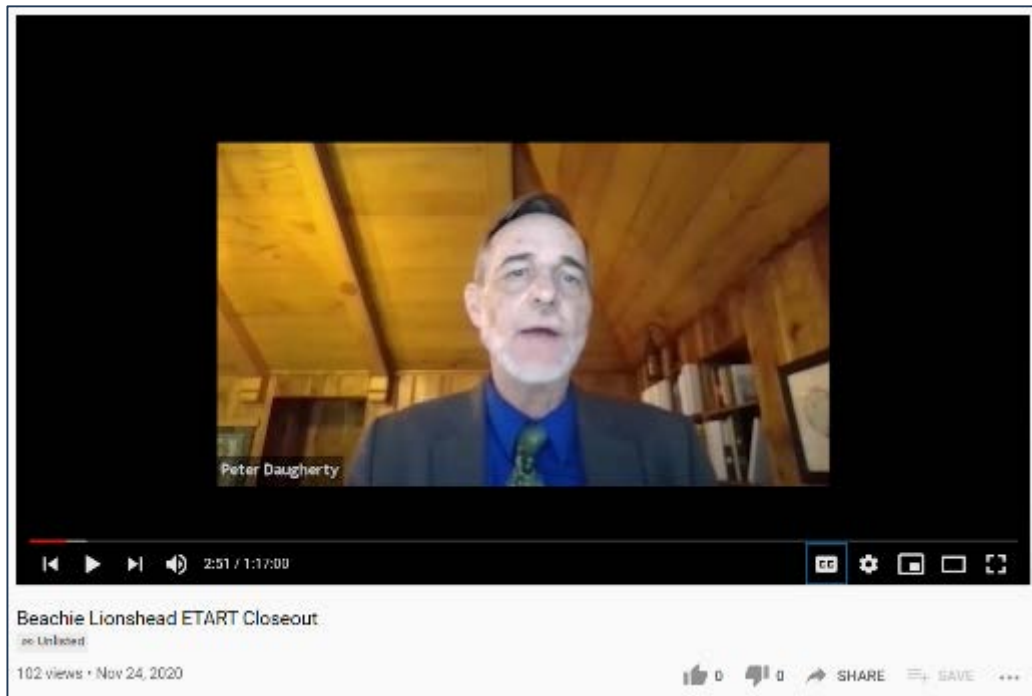 Peter Daugherty
2:51 / 1:17:00
CC
Beachie Lionshead ETART Closeout
Unlisted
102 views • Nov 24, 2020
0
0
SHARE
SAVE